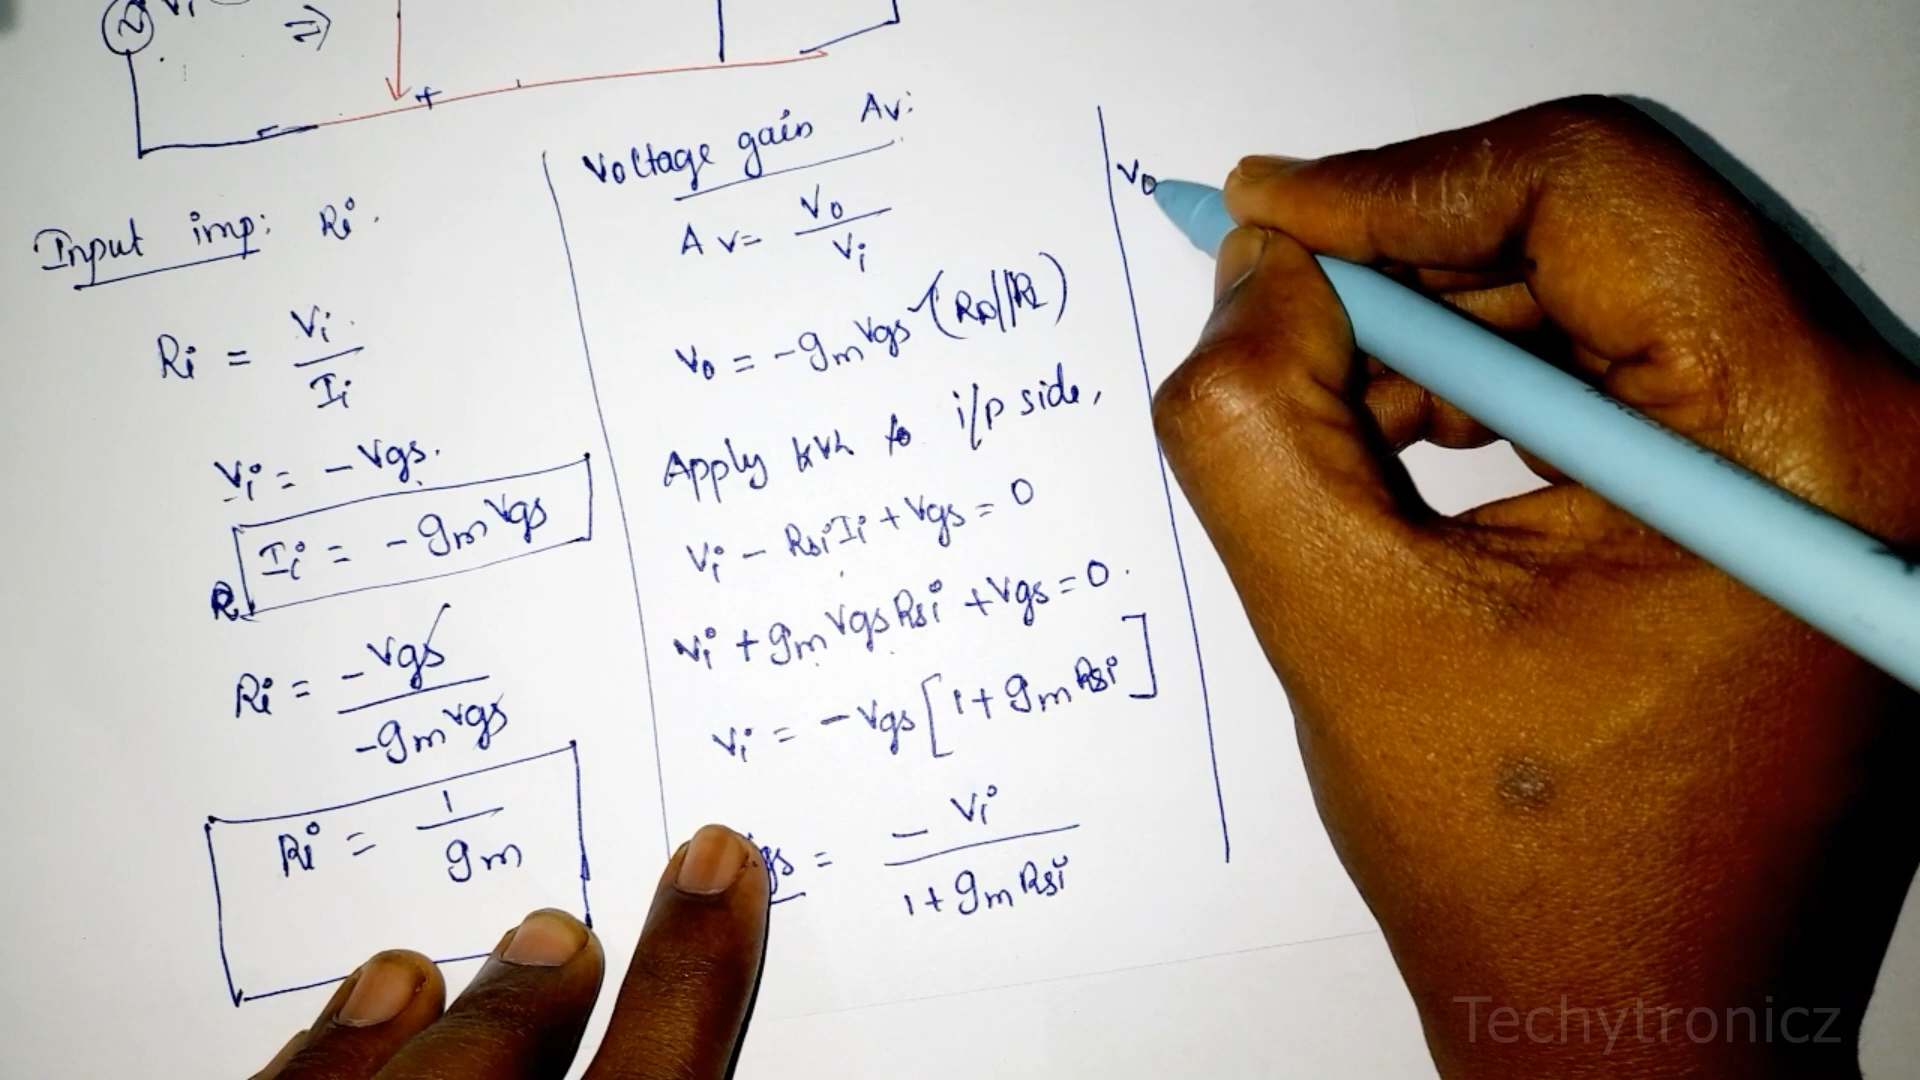 Vi
+
Input imp: Ri.
Ri = Vi / Ii
Vi = -Vgs.
Ii = -gmVgs
R
Ri = -Vgs / -gmVgs
Ri = 1 / gm
Voltage gain Av:
Av = Vo / Vi
Vo = -gmVgs (RD//RL)
Apply KVL to i/p side,
Vi - RsiIi + Vgs = 0
Vi + gmVgsRsi + Vgs = 0.
Vi = -Vgs [1 + gmRsi]
gs = -Vi / 1 + gmRsi
Vo
Techytronicz